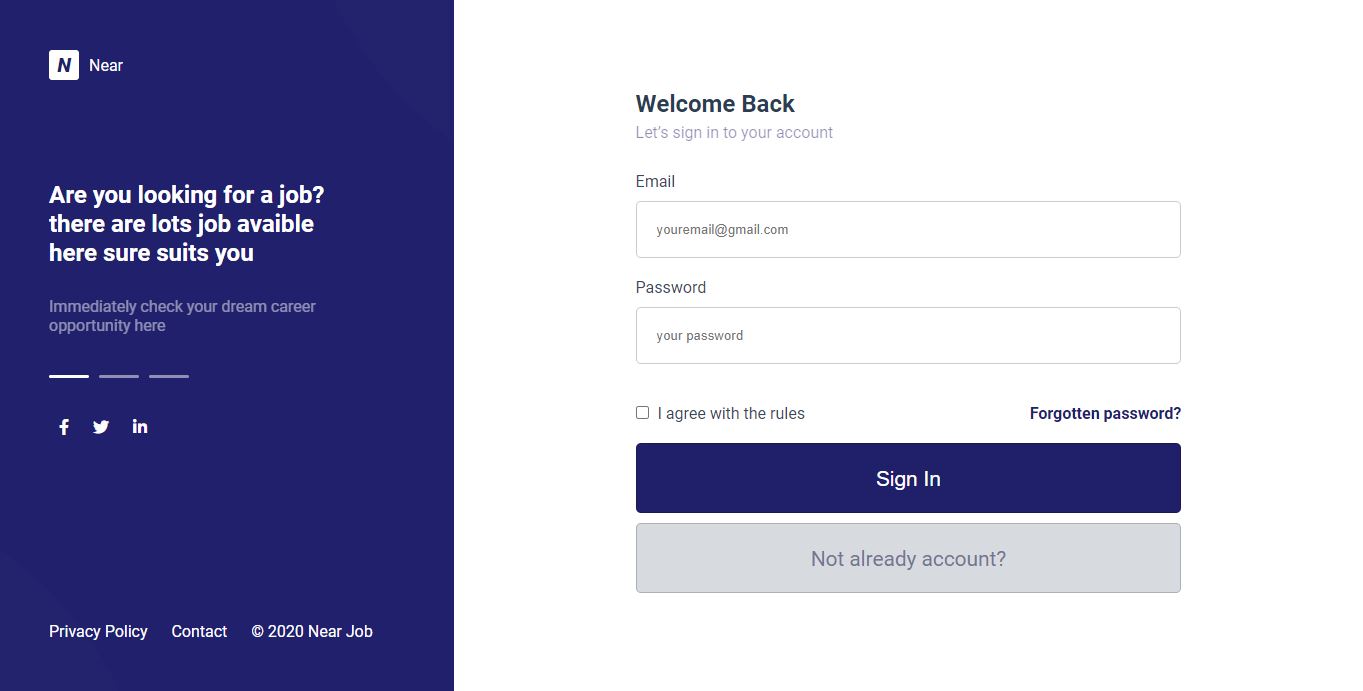 N Near
Are you looking for a job?
there are lots job avaible
here sure suits you
Immediately check your dream career
opportunity here
Privacy Policy Contact © 2020 Near Job
Welcome Back
Let's sign in to your account
Email
youremail@gmail.com
Password
your password
I agree with the rules Forgotten password?
Sign In
Not already account?